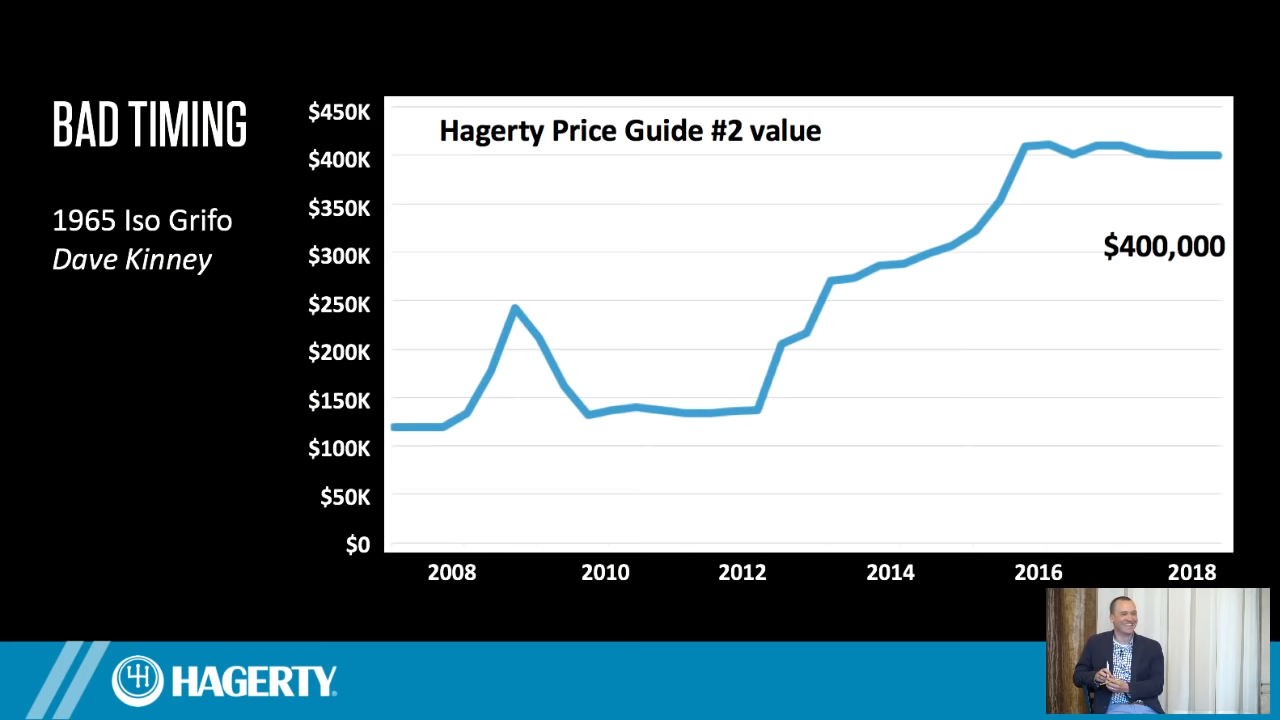 BAD TIMING
1965 Iso Grifo
Dave Kinney
Hagerty Price Guide #2 value
$450K
$400K
$350K
$300K
$250K
$200K
$150K
$100K
$50K
$0
$400,000
2008 2010 2012 2014 2016 2018
HAGERTY